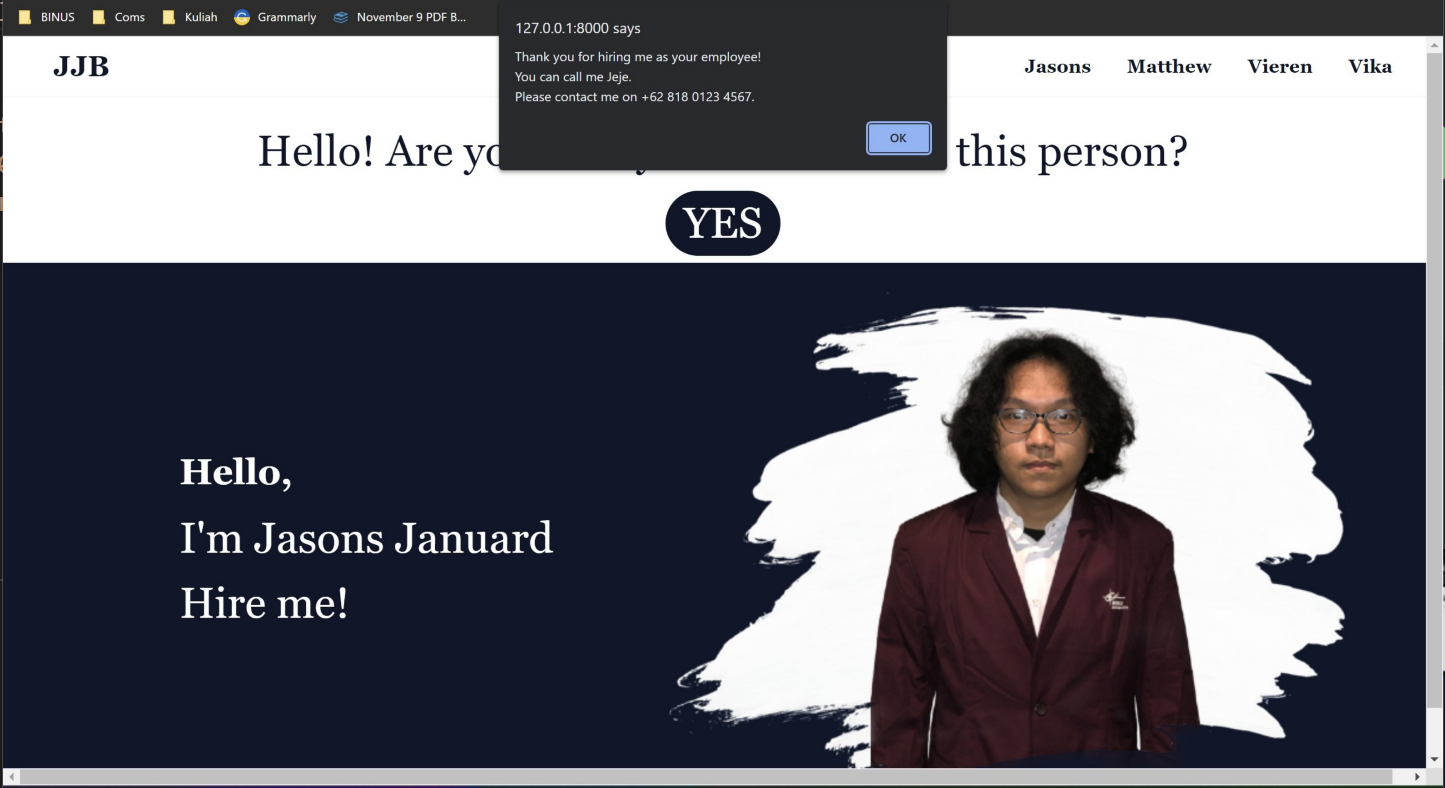 BINUS Coms Kuliah Grammarly November 9 PDF B...
127.0.0.1:8000 says
Thank you for hiring me as your employee!
You can call me Jeje.
Please contact me on +62 818 0123 4567.
OK
JJB Jasons Matthew Vieren Vika
Hello! Are this person?
YES
Hello,
I'm Jasons Januard
Hire me!